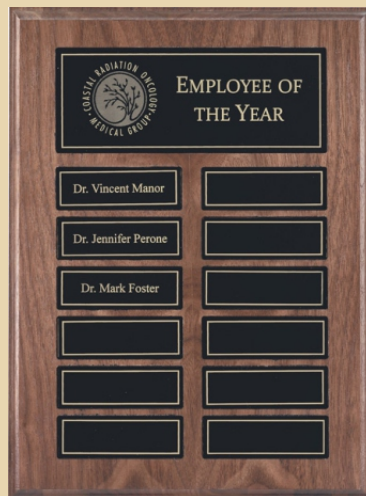 COASTAL RADIATION ONCOLOGY
MEDICAL GROUP
EMPLOYEE OF
THE YEAR
Dr. Vincent Manor
Dr. Jennifer Perone
Dr. Mark Foster